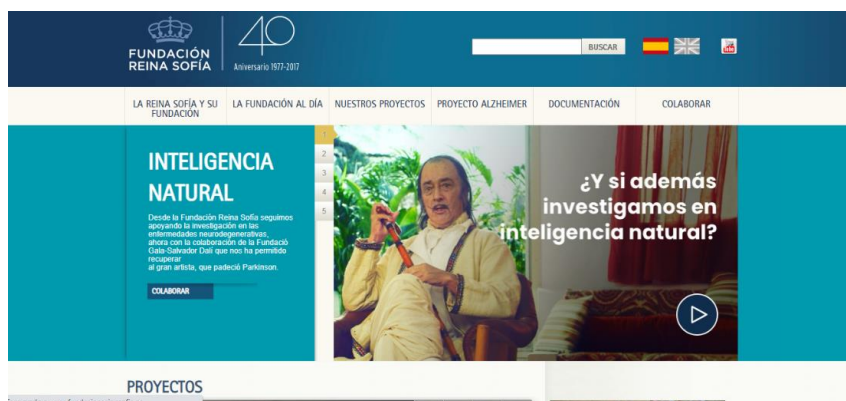 FUNDACIÓN
REINA SOFÍA
40
Aniversario 1977-2017
BUSCAR
LA REINA SOFÍA Y SU
FUNDACIÓN
LA FUNDACIÓN AL DÍA
NUESTROS PROYECTOS
PROYECTO ALZHEIMER
DOCUMENTACIÓN
COLABORAR
INTELIGENCIA
NATURAL
Desde la Fundación Reina Sofía seguimos
apoyando la investigación en las
enfermedades neurodegenerativas,
ahora con la colaboración de la Fundació
Gala-Salvador Dalí que nos ha permitido
recuperar
al gran artista, que padeció Parkinson.
COLABORAR
1
2
3
4
5
¿Y si además
investigamos en
inteligencia natural?
PROYECTOS